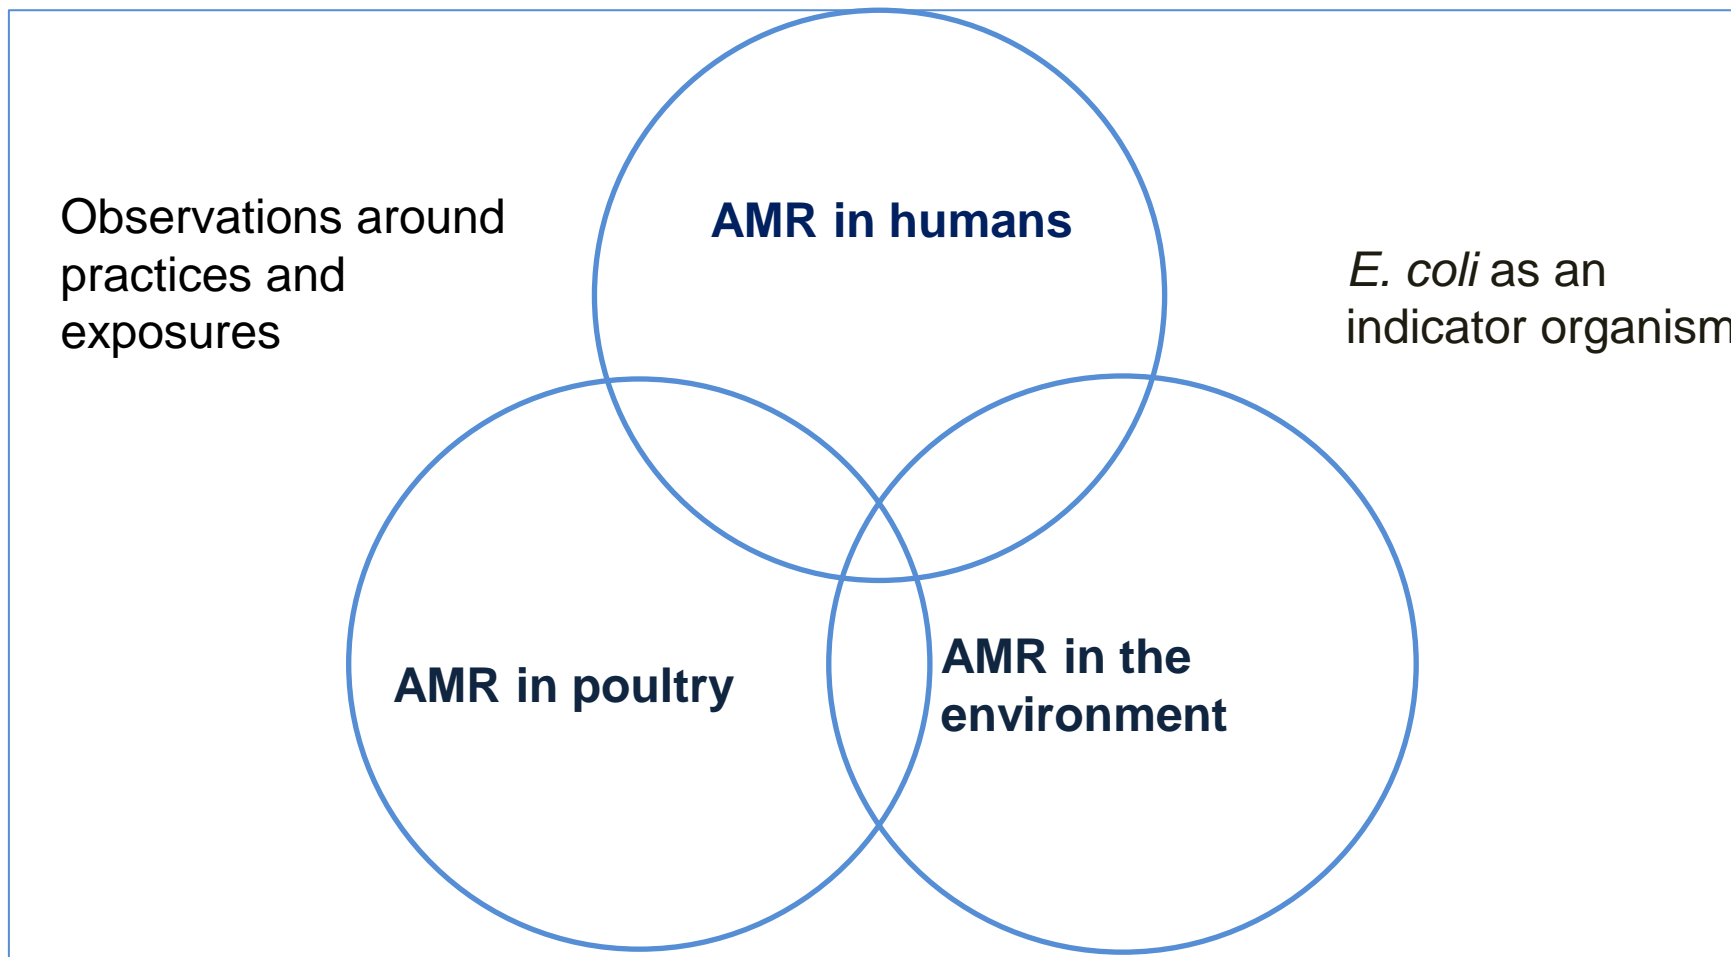 AMR in humans
Observations around
practices and
exposures
E. coli as an
indicator organism
AMR in poultry
AMR in the
environment